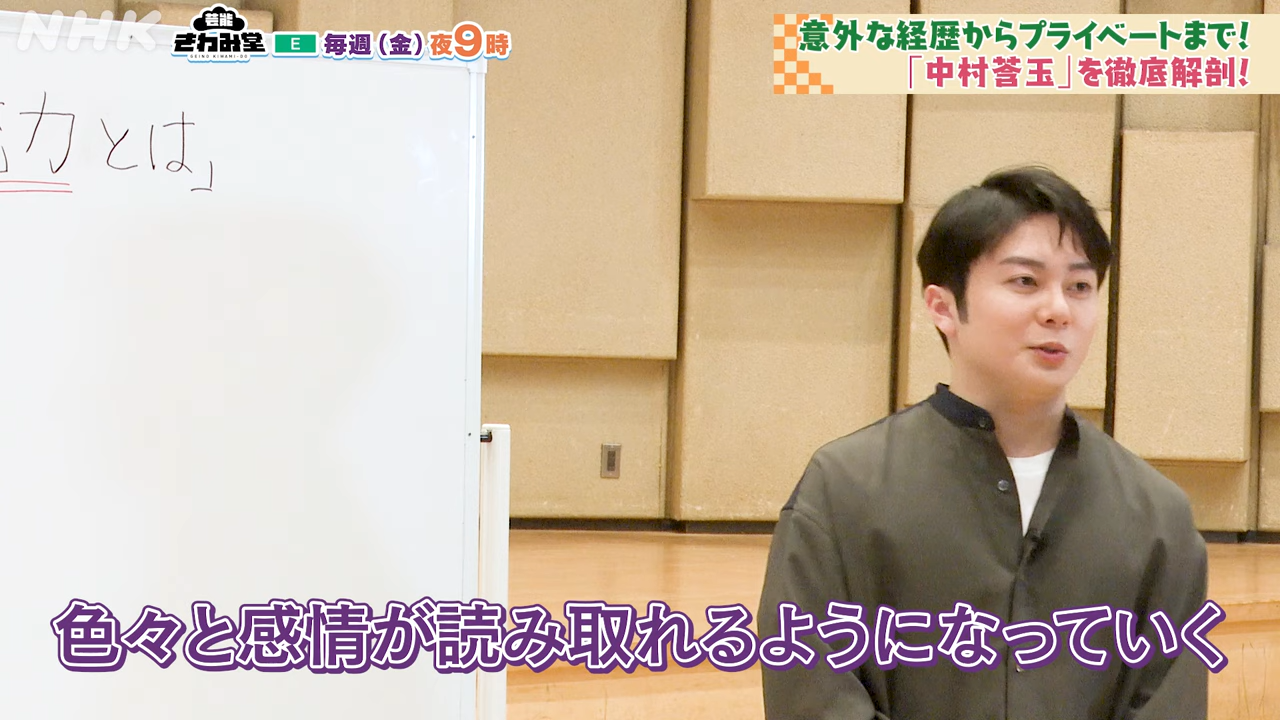 NHK
芸能
きわみ堂
GEINO KIWAMI-DO
E 毎週(金)夜9時
意外な経歴からプライベートまで!
「中村莟玉」を徹底解剖!
力とは」
色々と感情が読み取れるようになっていく